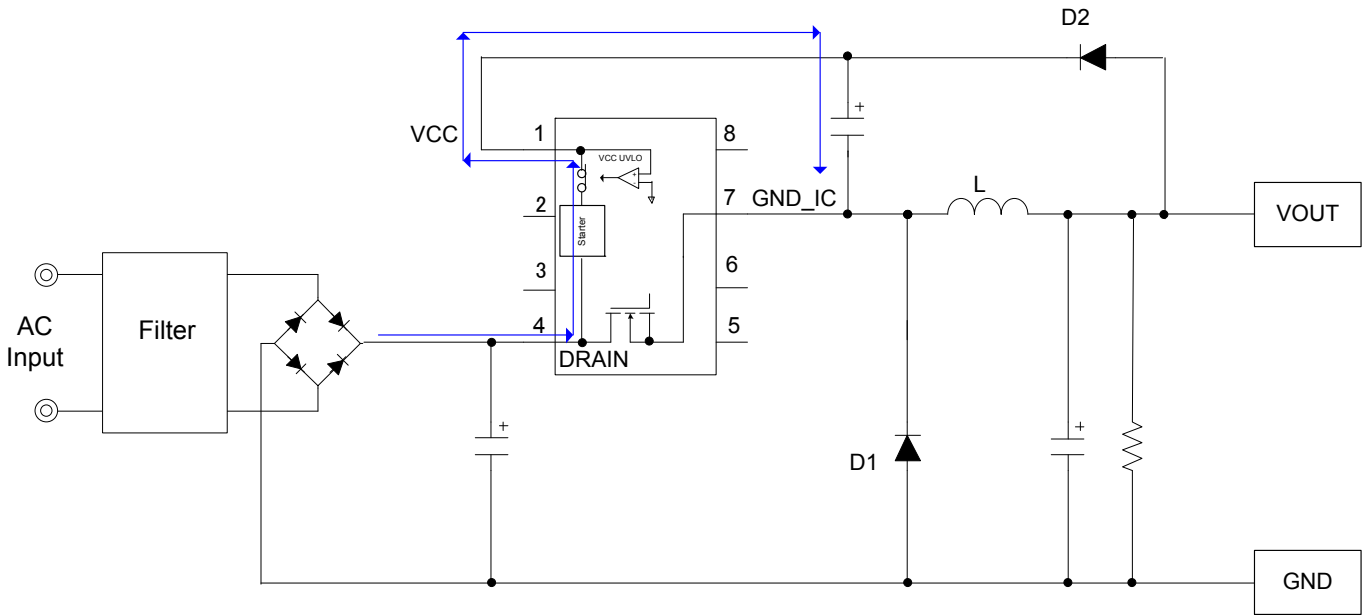 D2
+
VCC
1
8
VCC UVLO
+
-
2
7
GND_IC
L
VOUT
Starter
3
6
AC
Input
Filter
4
5
DRAIN
+
D1
+
GND